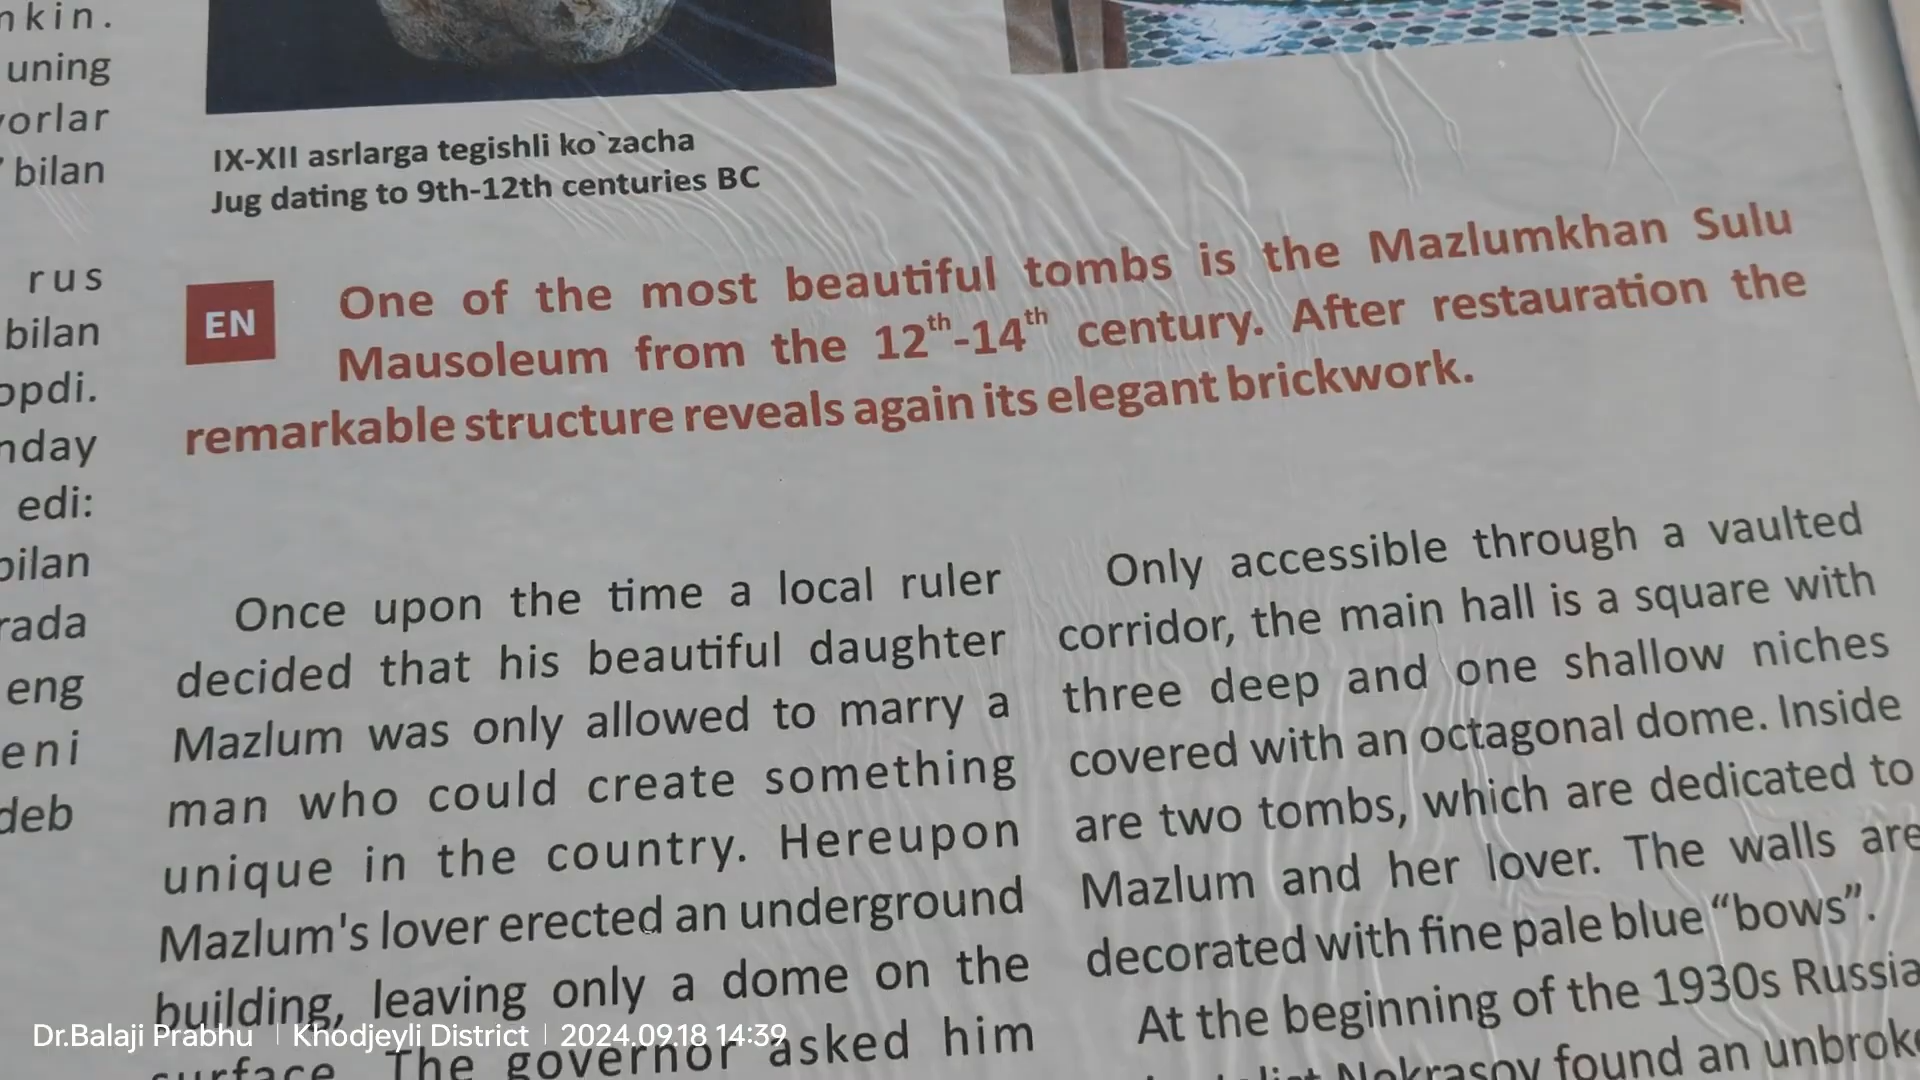 nkin.
uning
vorlar
bilan
rus
bilan
opdi.
nday
edi:
bilan
rada
eng
eni
deb
IX-XII asrlarga tegishli ko`zacha
Jug dating to 9th-12th centuries BC
EN
One of the most beautiful tombs is the Mazlumkhan Sulu
Mausoleum from the 12th-14th century. After restauration the
remarkable structure reveals again its elegant brickwork.
Once upon the time a local ruler
decided that his beautiful daughter
Mazlum was only allowed to marry a
man who could create something
unique in the country. Hereupon
Mazlum's lover erected an underground
building, leaving only a dome on the
surface. The governor asked him
Only accessible through a vaulted
corridor, the main hall is a square with
three deep and one shallow niches
covered with an octagonal dome. Inside
are two tombs, which are dedicated to
Mazlum and her lover. The walls are
decorated with fine pale blue “bows”.
At the beginning of the 1930s Russia
Nekrasov found an unbroke
Dr.Balaji Prabhu | Khodjeyli District | 2024.09.18 14:39